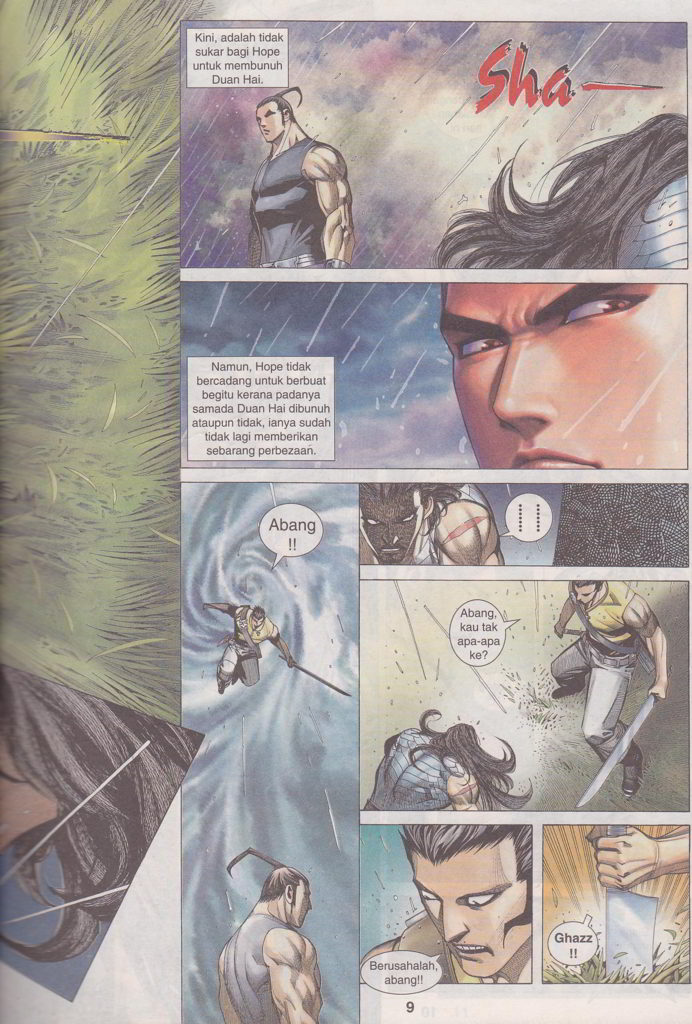 Kini, adalah tidak
sukar bagi Hope
untuk membunuh
Duan Hai.
Sha
Namun, Hope tidak
bercadang untuk berbuat
begitu kerana padanya
samada Duan Hai dibunuh
ataupun tidak, ianya sudah
tidak lagi memberikan
sebarang perbezaan.
Abang
!!
Abang,
kau tak
apa-apa
ke?
Berusahalah,
abang!!
Ghazz
!!
9